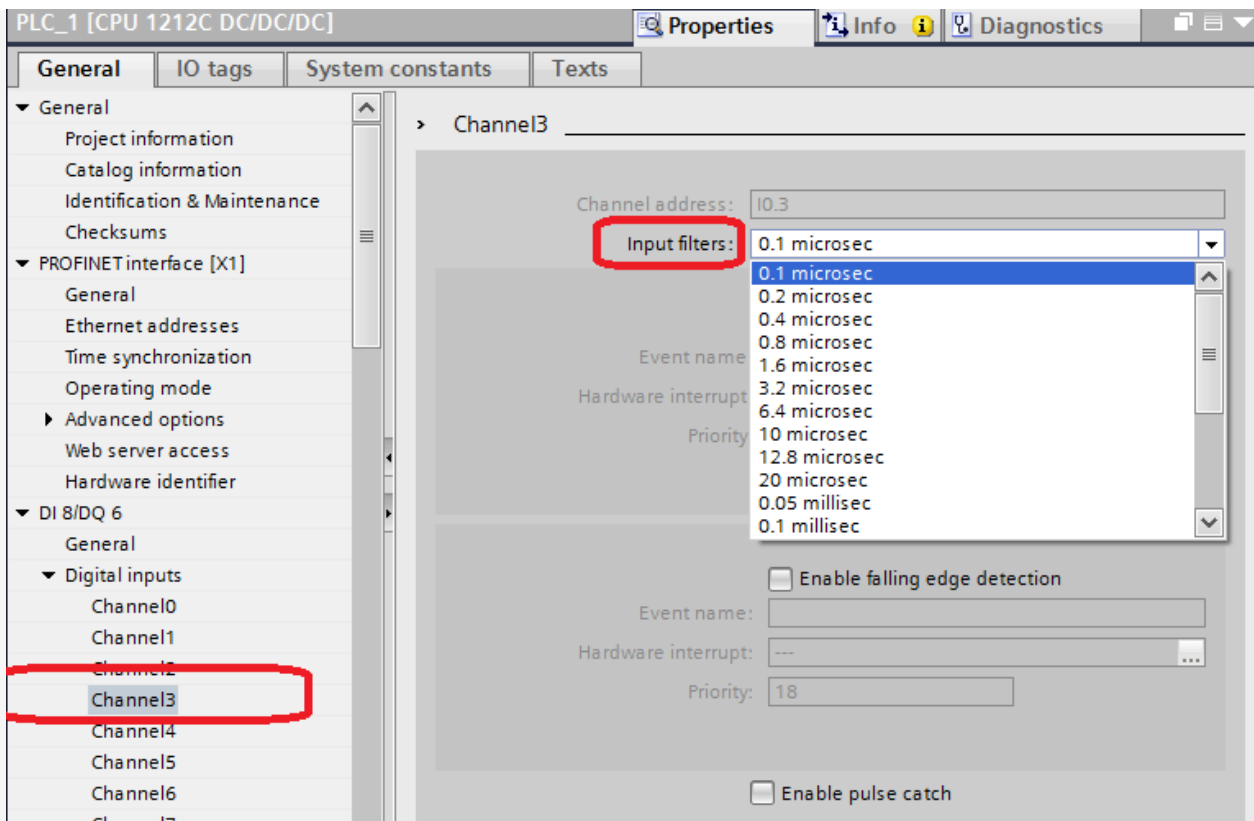 PLC_1 [CPU 1212C DC/DC/DC]
Properties
Info
Diagnostics
General
IO tags
System constants
Texts
General
Project information
Catalog information
Identification & Maintenance
Checksums
PROFINET interface [X1]
General
Ethernet addresses
Time synchronization
Operating mode
Advanced options
Web server access
Hardware identifier
DI 8/DQ 6
General
Digital inputs
Channel0
Channel1
Channel2
Channel3
Channel4
Channel5
Channel6
Channel3
Channel address: I0.3
Input filters: 0.1 microsec
0.1 microsec
0.2 microsec
0.4 microsec
0.8 microsec
1.6 microsec
3.2 microsec
6.4 microsec
10 microsec
12.8 microsec
20 microsec
0.05 millisec
0.1 millisec
Event name
Hardware interrupt
Priority
Enable falling edge detection
Event name:
Hardware interrupt: ---
...
Priority: 18
Enable pulse catch